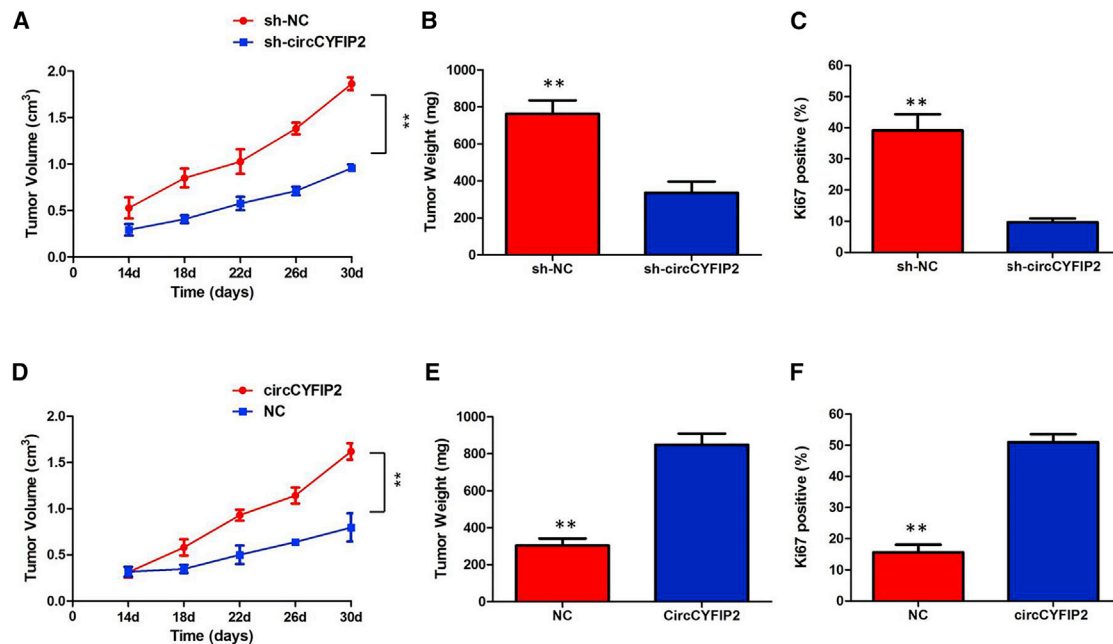 A
sh-NC
sh-circCYFIP2
Tumor Volume (cm³)
2.0
1.5
1.0
0.5
0.0
0 14d 18d 22d 26d 30d
Time (days)
**
B
Tumor Weight (mg)
1000
800
600
400
200
0
**
sh-NC sh-circCYFIP2
C
Ki67 positive (%)
60
50
40
30
20
10
0
**
sh-NC sh-circCYFIP2
D
circCYFIP2
NC
Tumor Volume (cm³)
2.0
1.5
1.0
0.5
0.0
0 14d 18d 22d 26d 30d
Time (days)
**
E
Tumor Weight (mg)
1000
800
600
400
200
0
**
NC CircCYFIP2
F
Ki67 positive (%)
60
50
40
30
20
10
0
**
NC circCYFIP2